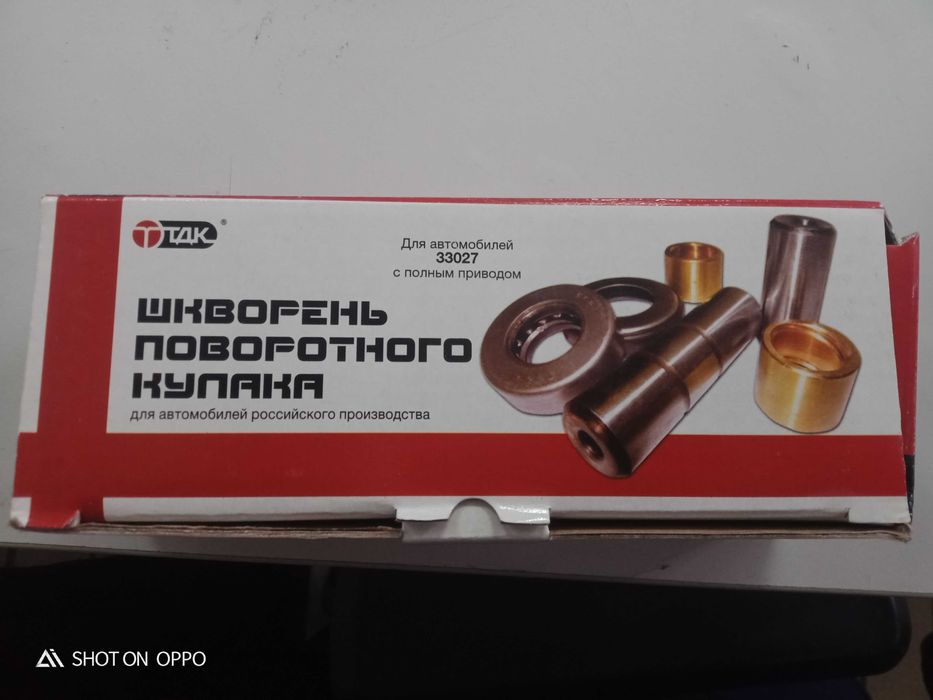 ТДК®
Для автомобилей
33027
с полным приводом
ШКВОРЕНЬ
ПОВОРОТНОГО
КУЛАКА
для автомобилей российского производства
SHOT ON OPPO